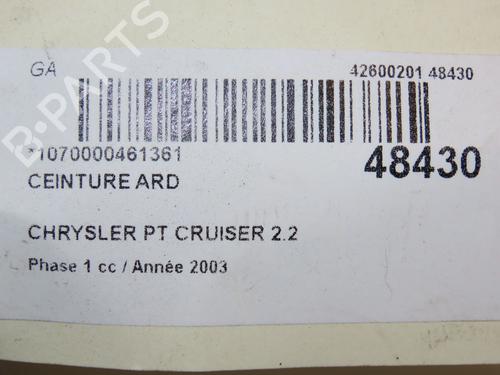 GA
42600201 48430
*1070000461361
48430
CEINTURE ARD
CHRYSLER PT CRUISER 2.2
Phase 1 cc / Année 2003
B-PARTS